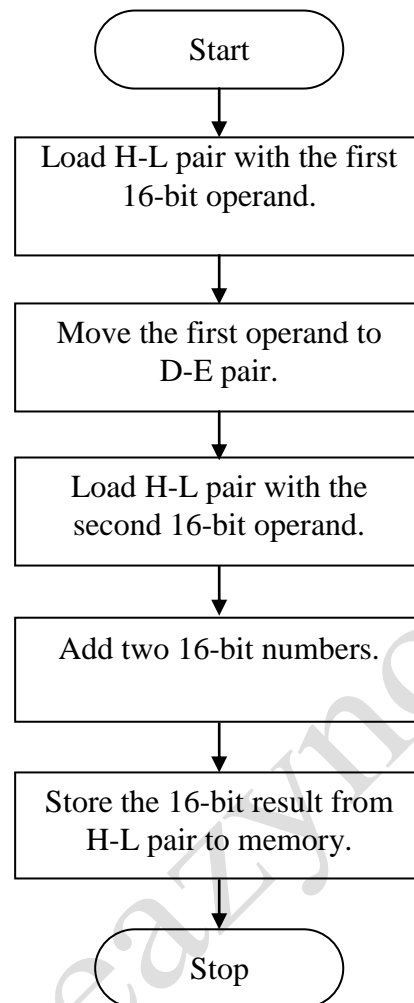 Start
Load H-L pair with the first
16-bit operand.
Move the first operand to
D-E pair.
Load H-L pair with the
second 16-bit operand.
Add two 16-bit numbers.
Store the 16-bit result from
H-L pair to memory.
Stop